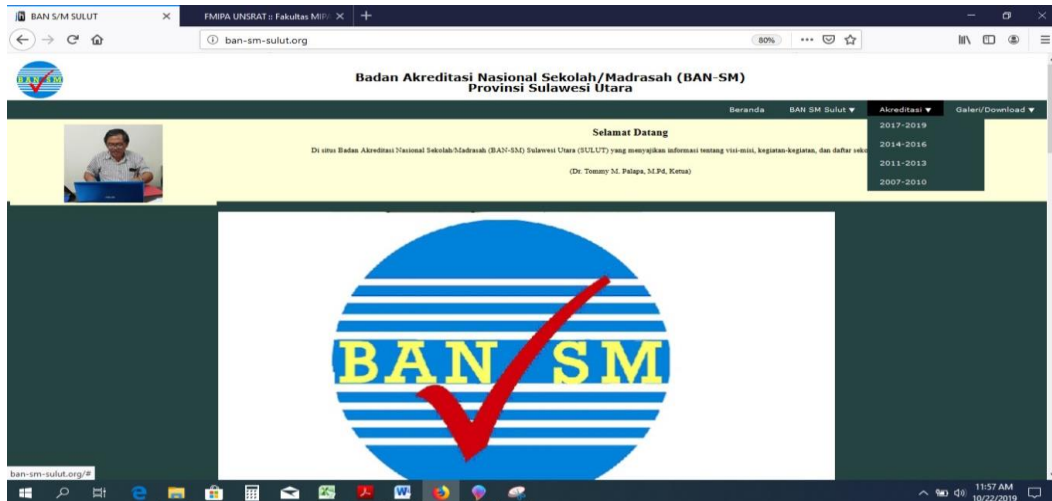 BAN S/M SULUT
FMIPA UNSRAT :: Fakultas MIPA
ban-sm-sulut.org
80%
BAN SM
Badan Akreditasi Nasional Sekolah/Madrasah (BAN-SM)
Provinsi Sulawesi Utara
Beranda BAN SM Sulut Akreditasi Galeri/Download
2017-2019
2014-2016
2011-2013
2007-2010
Selamat Datang
Di situs Badan Akreditasi Nasional Sekolah/Madrasah (BAN-SM) Sulawesi Utara (SULUT) yang menyajikan informasi tentang visi-misi, kegiatan-kegiatan, dan daftar seko
(Dr. Tommy M. Palapa, M.Pd, Ketua)
BAN SM
ban-sm-sulut.org/#
11:57 AM
10/22/2019